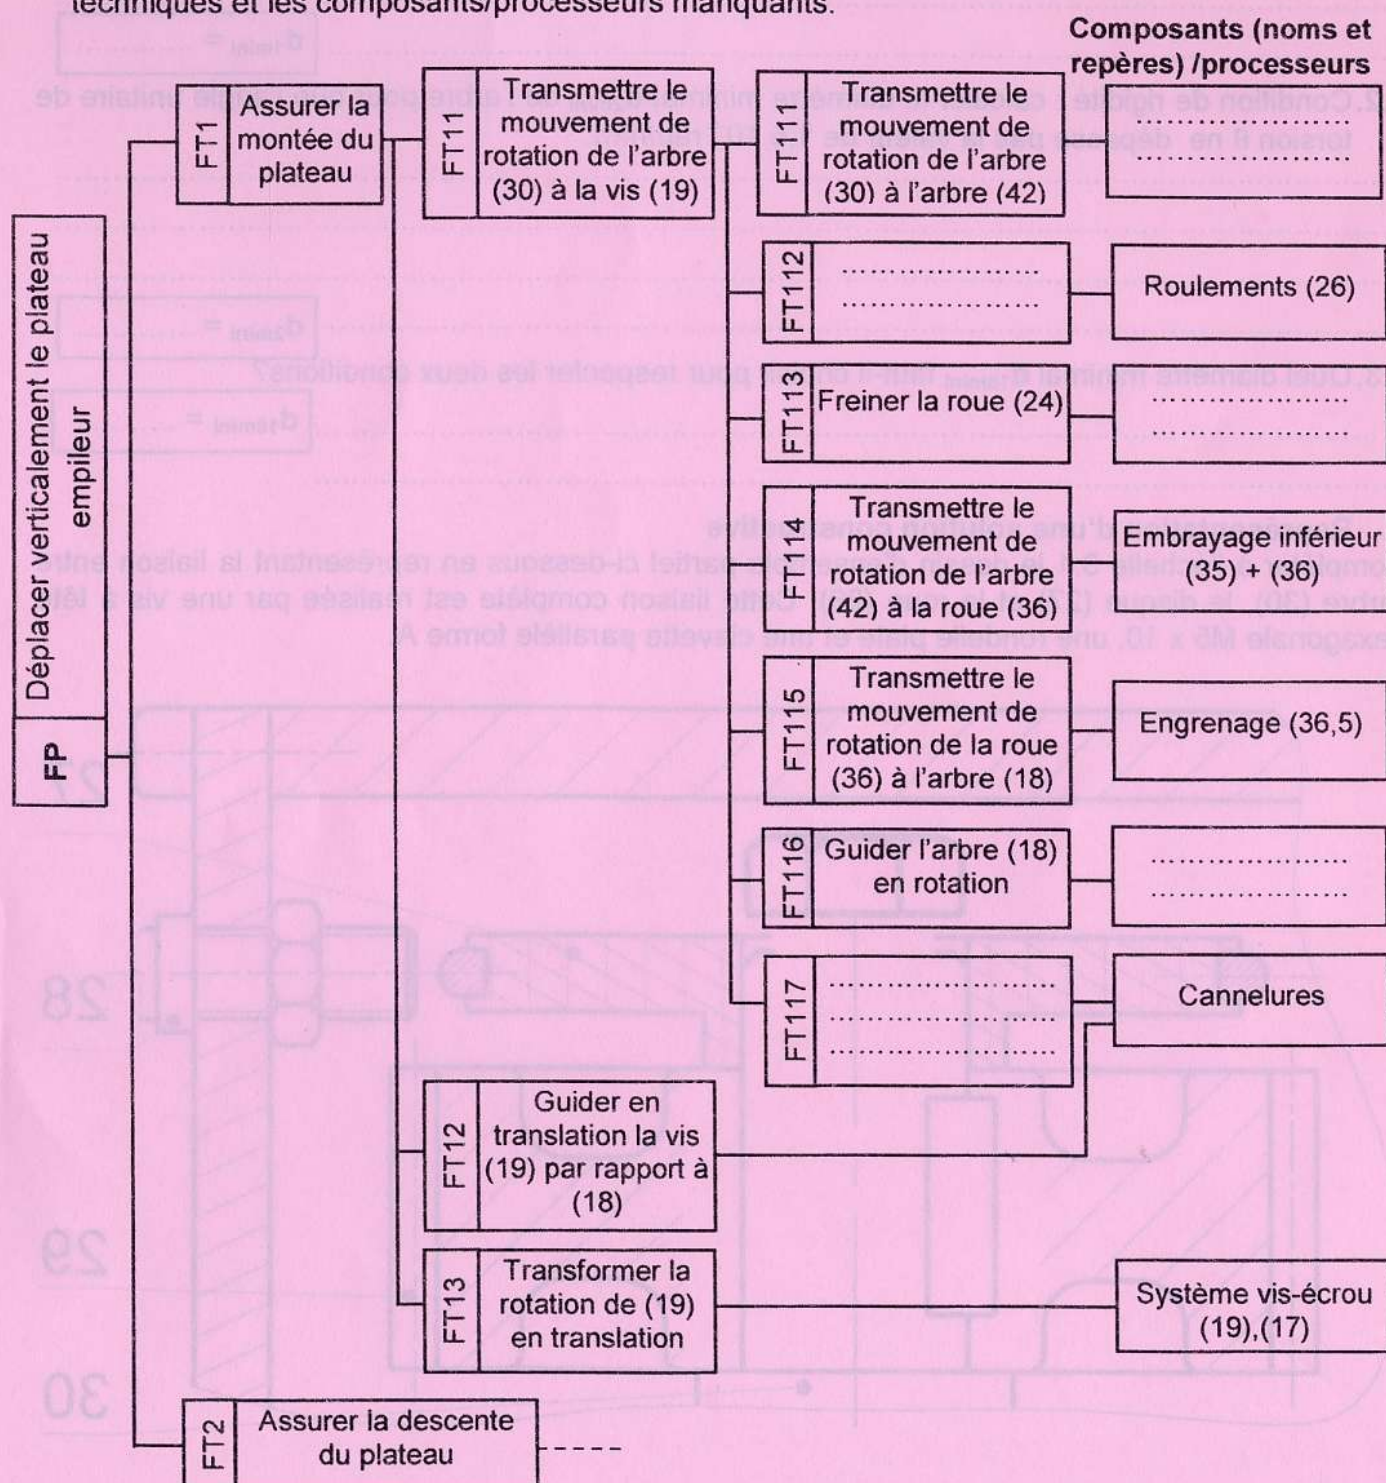 techniques et les composants/processeurs manquants.
Composants (noms et
repères) /processeurs
FP
Déplacer verticalement le plateau
empileur
FT1
Assurer la
montée du
plateau
FT11
Transmettre le
mouvement de
rotation de l'arbre
(30) à la vis (19)
FT111
Transmettre le
mouvement de
rotation de l'arbre
(30) à l'arbre (42)
........................
........................
FT112
........................
........................
Roulements (26)
FT113
Freiner la roue (24)
........................
........................
FT114
Transmettre le
mouvement de
rotation de l'arbre
(42) à la roue (36)
Embrayage inférieur
(35) + (36)
FT115
Transmettre le
mouvement de
rotation de la roue
(36) à l'arbre (18)
Engrenage (36,5)
FT116
Guider l'arbre (18)
en rotation
........................
........................
FT117
...........................
...........................
...........................
Cannelures
FT12
Guider en
translation la vis
(19) par rapport à
(18)
FT13
Transformer la
rotation de (19)
en translation
Système vis-écrou
(19),(17)
FT2
Assurer la descente
du plateau
27
28
29
30